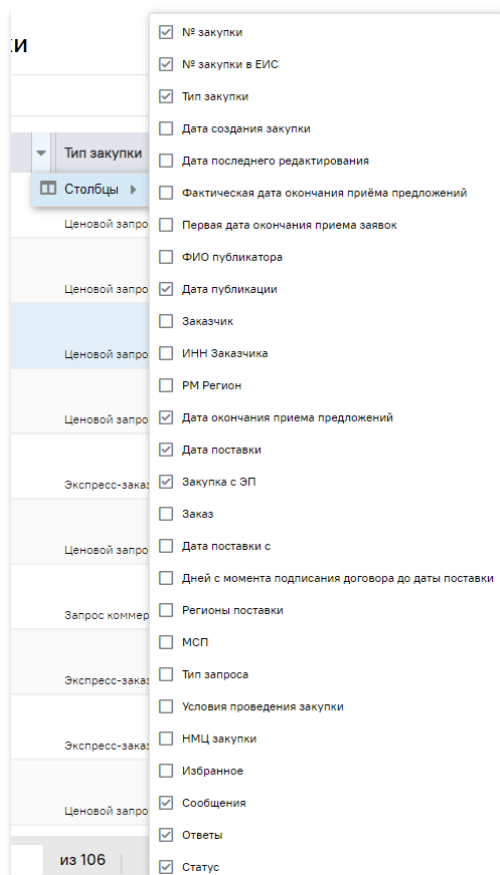 ки
Тип закупки
Столбцы
Ценовой запро
Ценовой запро
Ценовой запро
Ценовой запро
Экспресс-заказ
Ценовой запро
Запрос коммер
Экспресс-заказ
Экспресс-заказ
Ценовой запро
из 106
№ закупки
№ закупки в ЕИС
Тип закупки
Дата создания закупки
Дата последнего редактирования
Фактическая дата окончания приёма предложений
Первая дата окончания приема заявок
ФИО публикатора
Дата публикации
Заказчик
ИНН Заказчика
РМ Регион
Дата окончания приема предложений
Дата поставки
Закупка с ЭП
Заказ
Дата поставки с
Дней с момента подписания договора до даты поставки
Регионы поставки
МСП
Тип запроса
Условия проведения закупки
НМЦ закупки
Избранное
Сообщения
Ответы
Статус